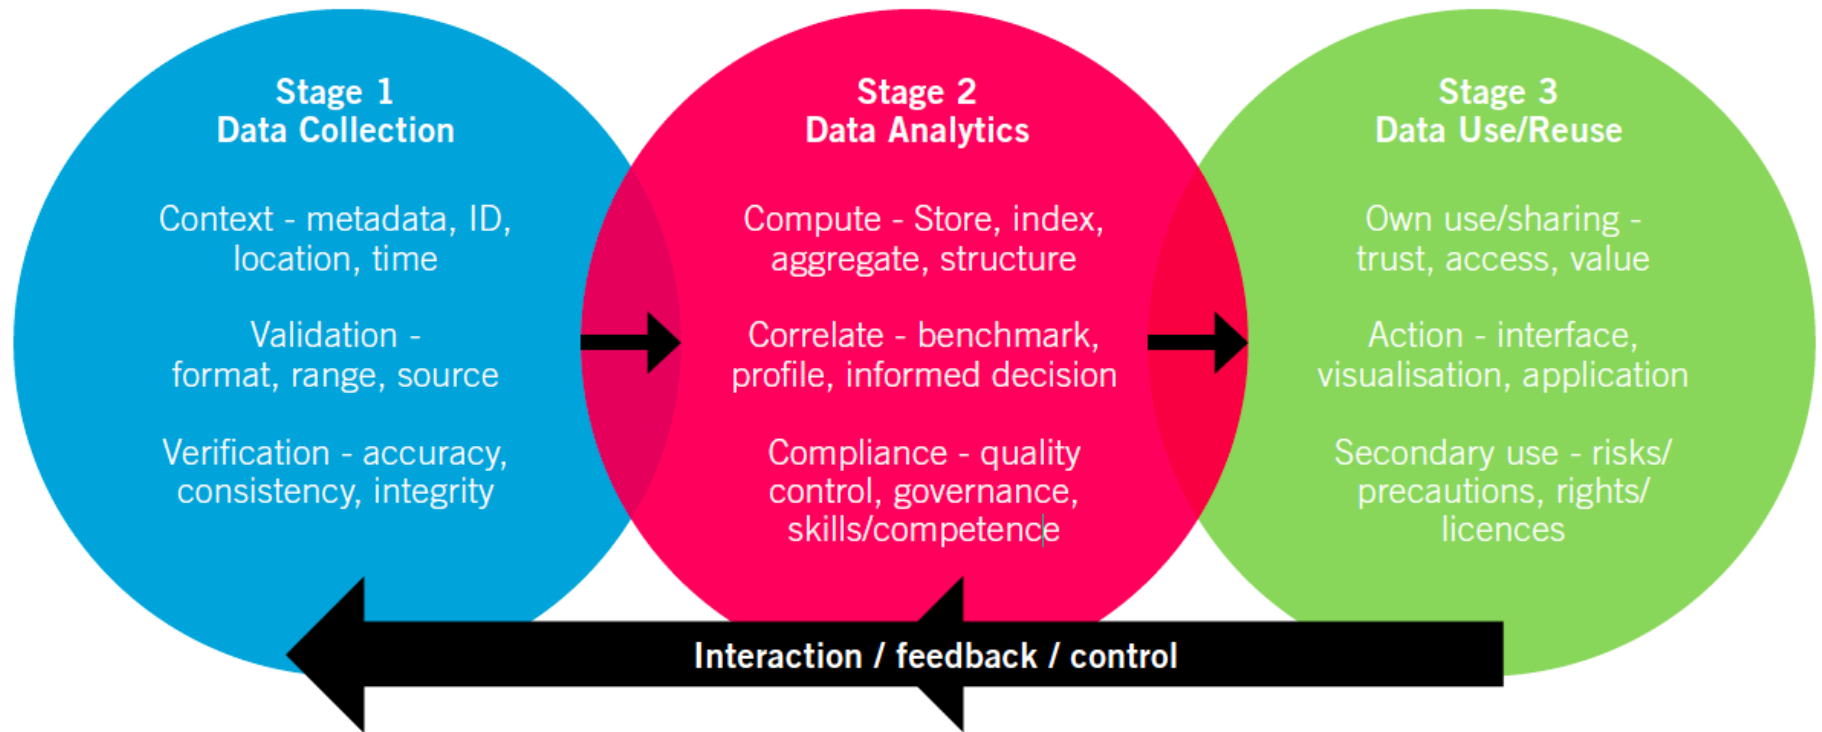 Stage 1
Data Collection
Context - metadata, ID,
location, time
Validation -
format, range, source
Verification - accuracy,
consistency, integrity
Stage 2
Data Analytics
Compute - Store, index,
aggregate, structure
Correlate - benchmark,
profile, informed decision
Compliance - quality
control, governance,
skills/competence
Stage 3
Data Use/Reuse
Own use/sharing -
trust, access, value
Action - interface,
visualisation, application
Secondary use - risks/
precautions, rights/
licences
Interaction / feedback / control